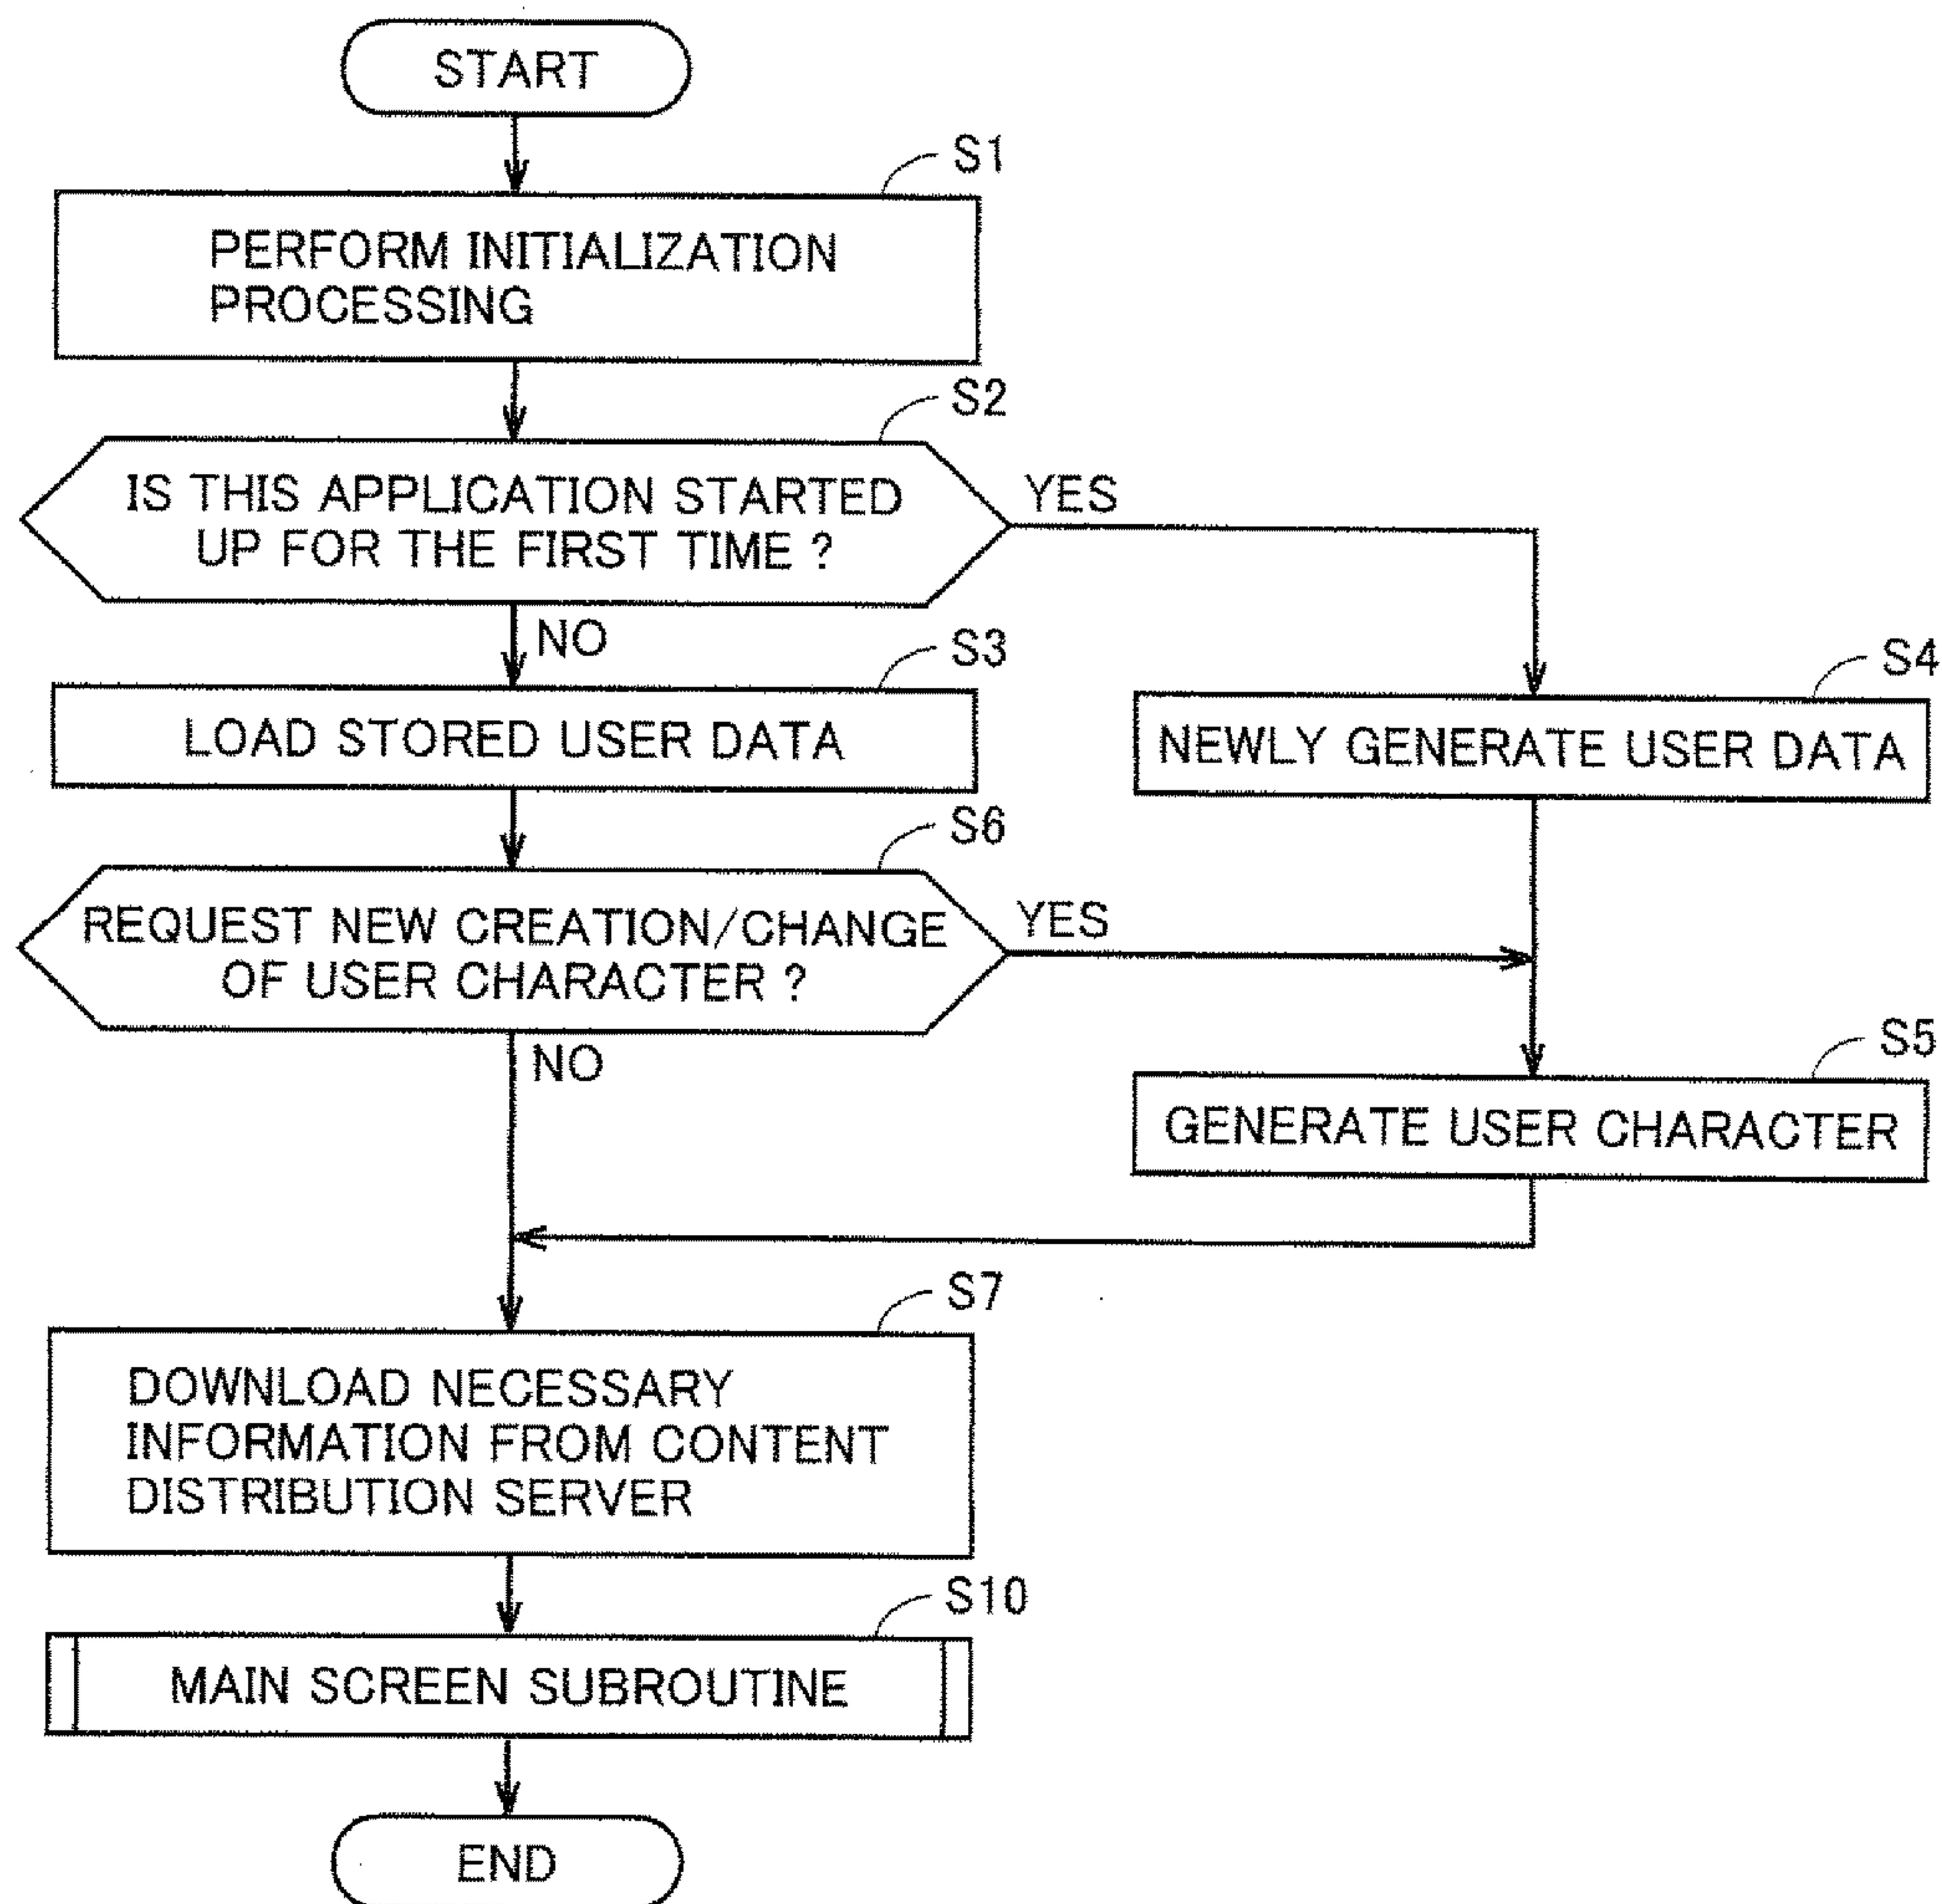 START
S1
PERFORM INITIALIZATION
PROCESSING
S2
IS THIS APPLICATION STARTED
UP FOR THE FIRST TIME ?
YES
NO
S3
LOAD STORED USER DATA
S4
NEWLY GENERATE USER DATA
S6
REQUEST NEW CREATION/CHANGE
OF USER CHARACTER ?
YES
NO
S5
GENERATE USER CHARACTER
S7
DOWNLOAD NECESSARY
INFORMATION FROM CONTENT
DISTRIBUTION SERVER
S10
MAIN SCREEN SUBROUTINE
END